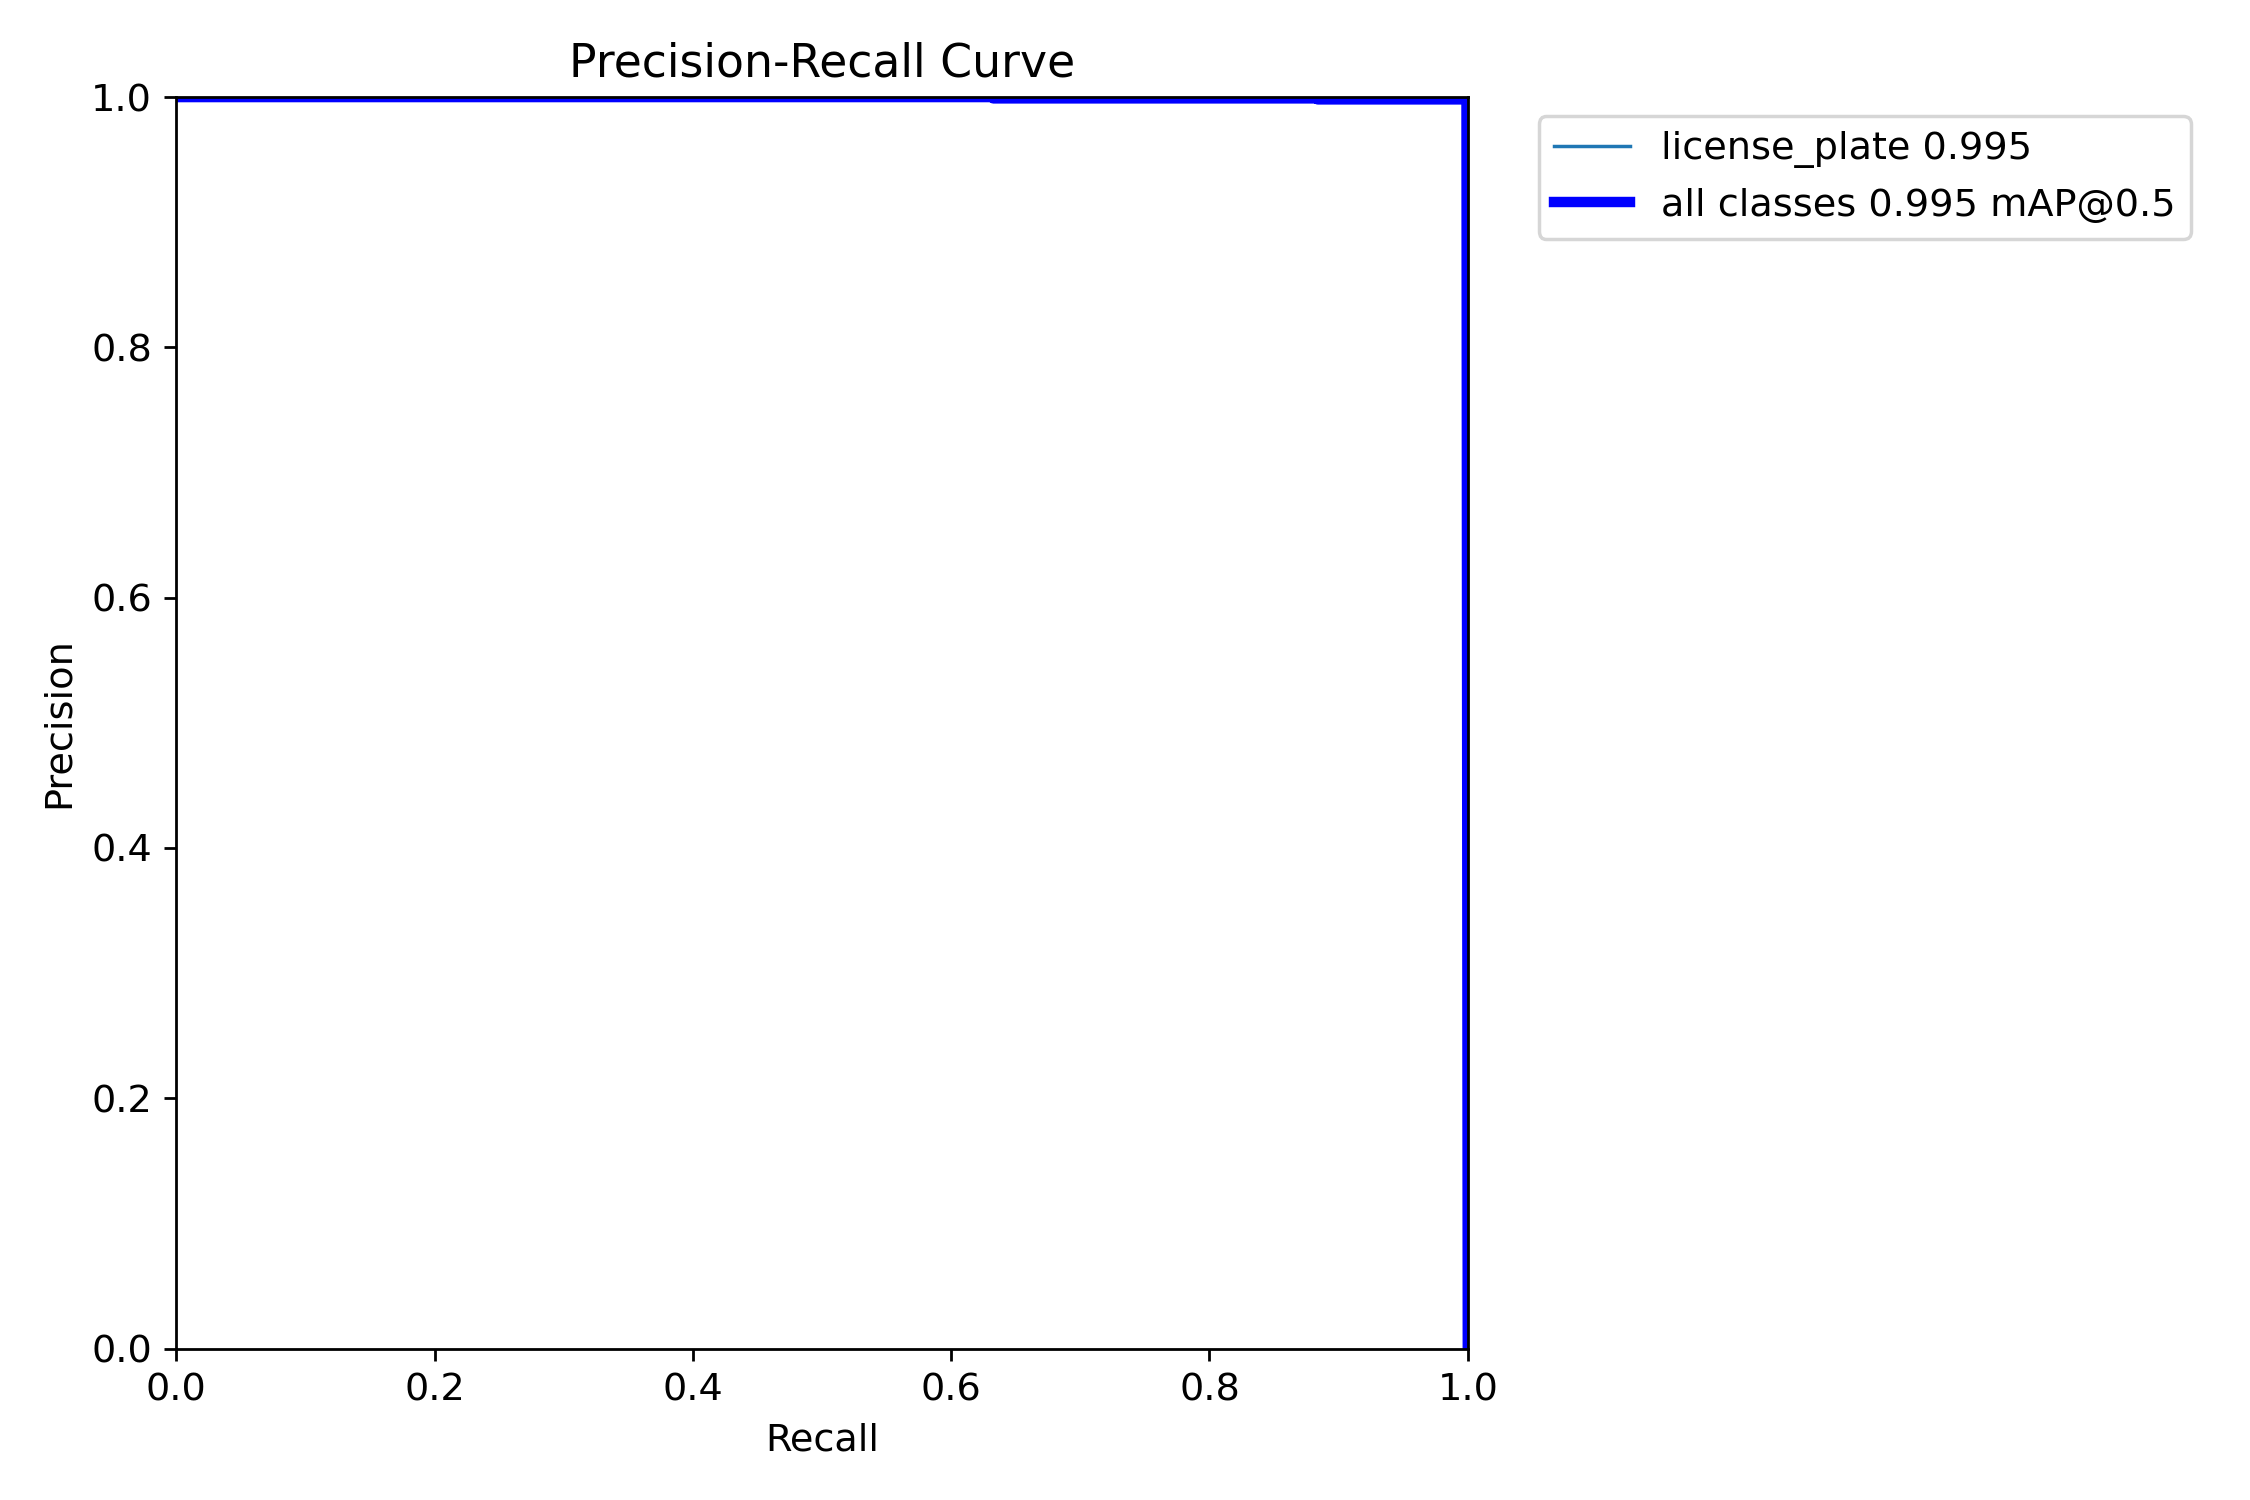 Precision-Recall Curve
license_plate 0.995
all classes 0.995 mAP@0.5
Precision
1.0
0.8
0.6
0.4
0.2
0.0
0.0 0.2 0.4 0.6 0.8 1.0
Recall